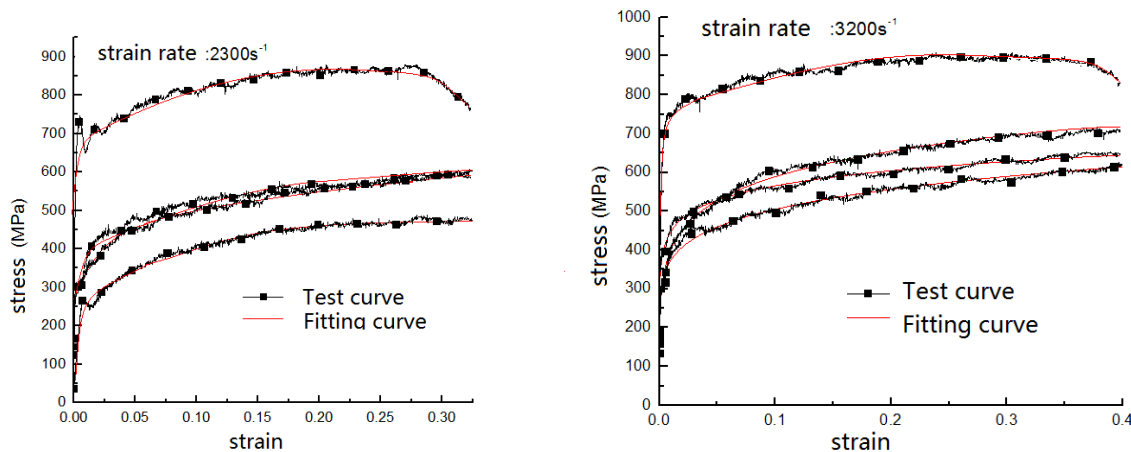 strain rate :2300s⁻¹
900
800
700
600
500
400
300
200
100
0
stress (MPa)
0.00 0.05 0.10 0.15 0.20 0.25 0.30
strain
Test curve
Fitting curve
strain rate :3200s⁻¹
1000
900
800
700
600
500
400
300
200
100
0
stress (MPa)
0.0 0.1 0.2 0.3 0.4
strain
Test curve
Fitting curve